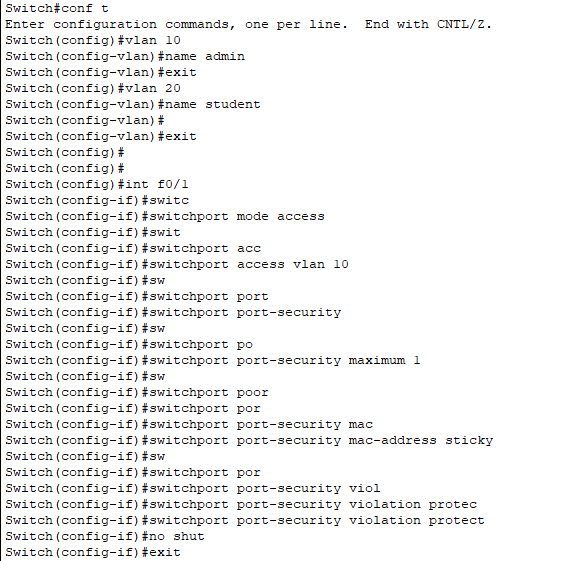 Switch#conf t
Enter configuration commands, one per line.  End with CNTL/Z.
Switch(config)#vlan 10
Switch(config-vlan)#name admin
Switch(config-vlan)#exit
Switch(config)#vlan 20
Switch(config-vlan)#name student
Switch(config-vlan)#
Switch(config-vlan)#exit
Switch(config)#
Switch(config)#
Switch(config)#int f0/1
Switch(config-if)#switc
Switch(config-if)#switchport mode access
Switch(config-if)#swit
Switch(config-if)#switchport acc
Switch(config-if)#switchport access vlan 10
Switch(config-if)#sw
Switch(config-if)#switchport port
Switch(config-if)#switchport port-security
Switch(config-if)#sw
Switch(config-if)#switchport po
Switch(config-if)#switchport port-security maximum 1
Switch(config-if)#sw
Switch(config-if)#switchport poor
Switch(config-if)#switchport por
Switch(config-if)#switchport port-security mac
Switch(config-if)#switchport port-security mac-address sticky
Switch(config-if)#sw
Switch(config-if)#switchport por
Switch(config-if)#switchport port-security viol
Switch(config-if)#switchport port-security violation protec
Switch(config-if)#switchport port-security violation protect
Switch(config-if)#no shut
Switch(config-if)#exit